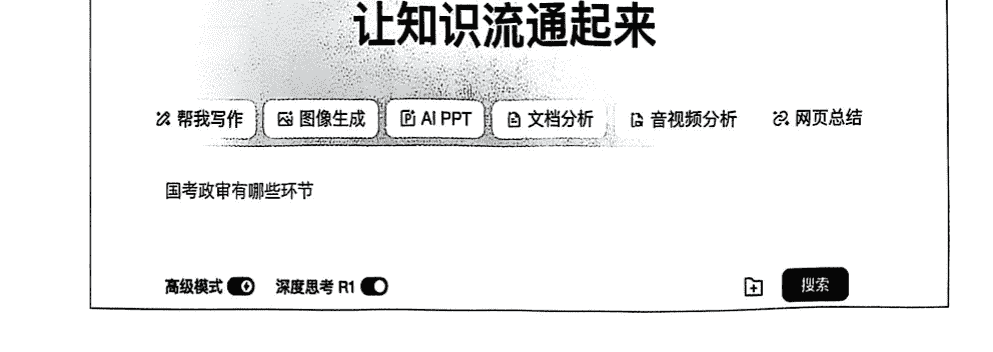 让知识流通起来
帮我写作 图像生成 AI PPT 文档分析 音视频分析 网页总结
国考政审有哪些环节
高级模式 深度思考 R1 搜索